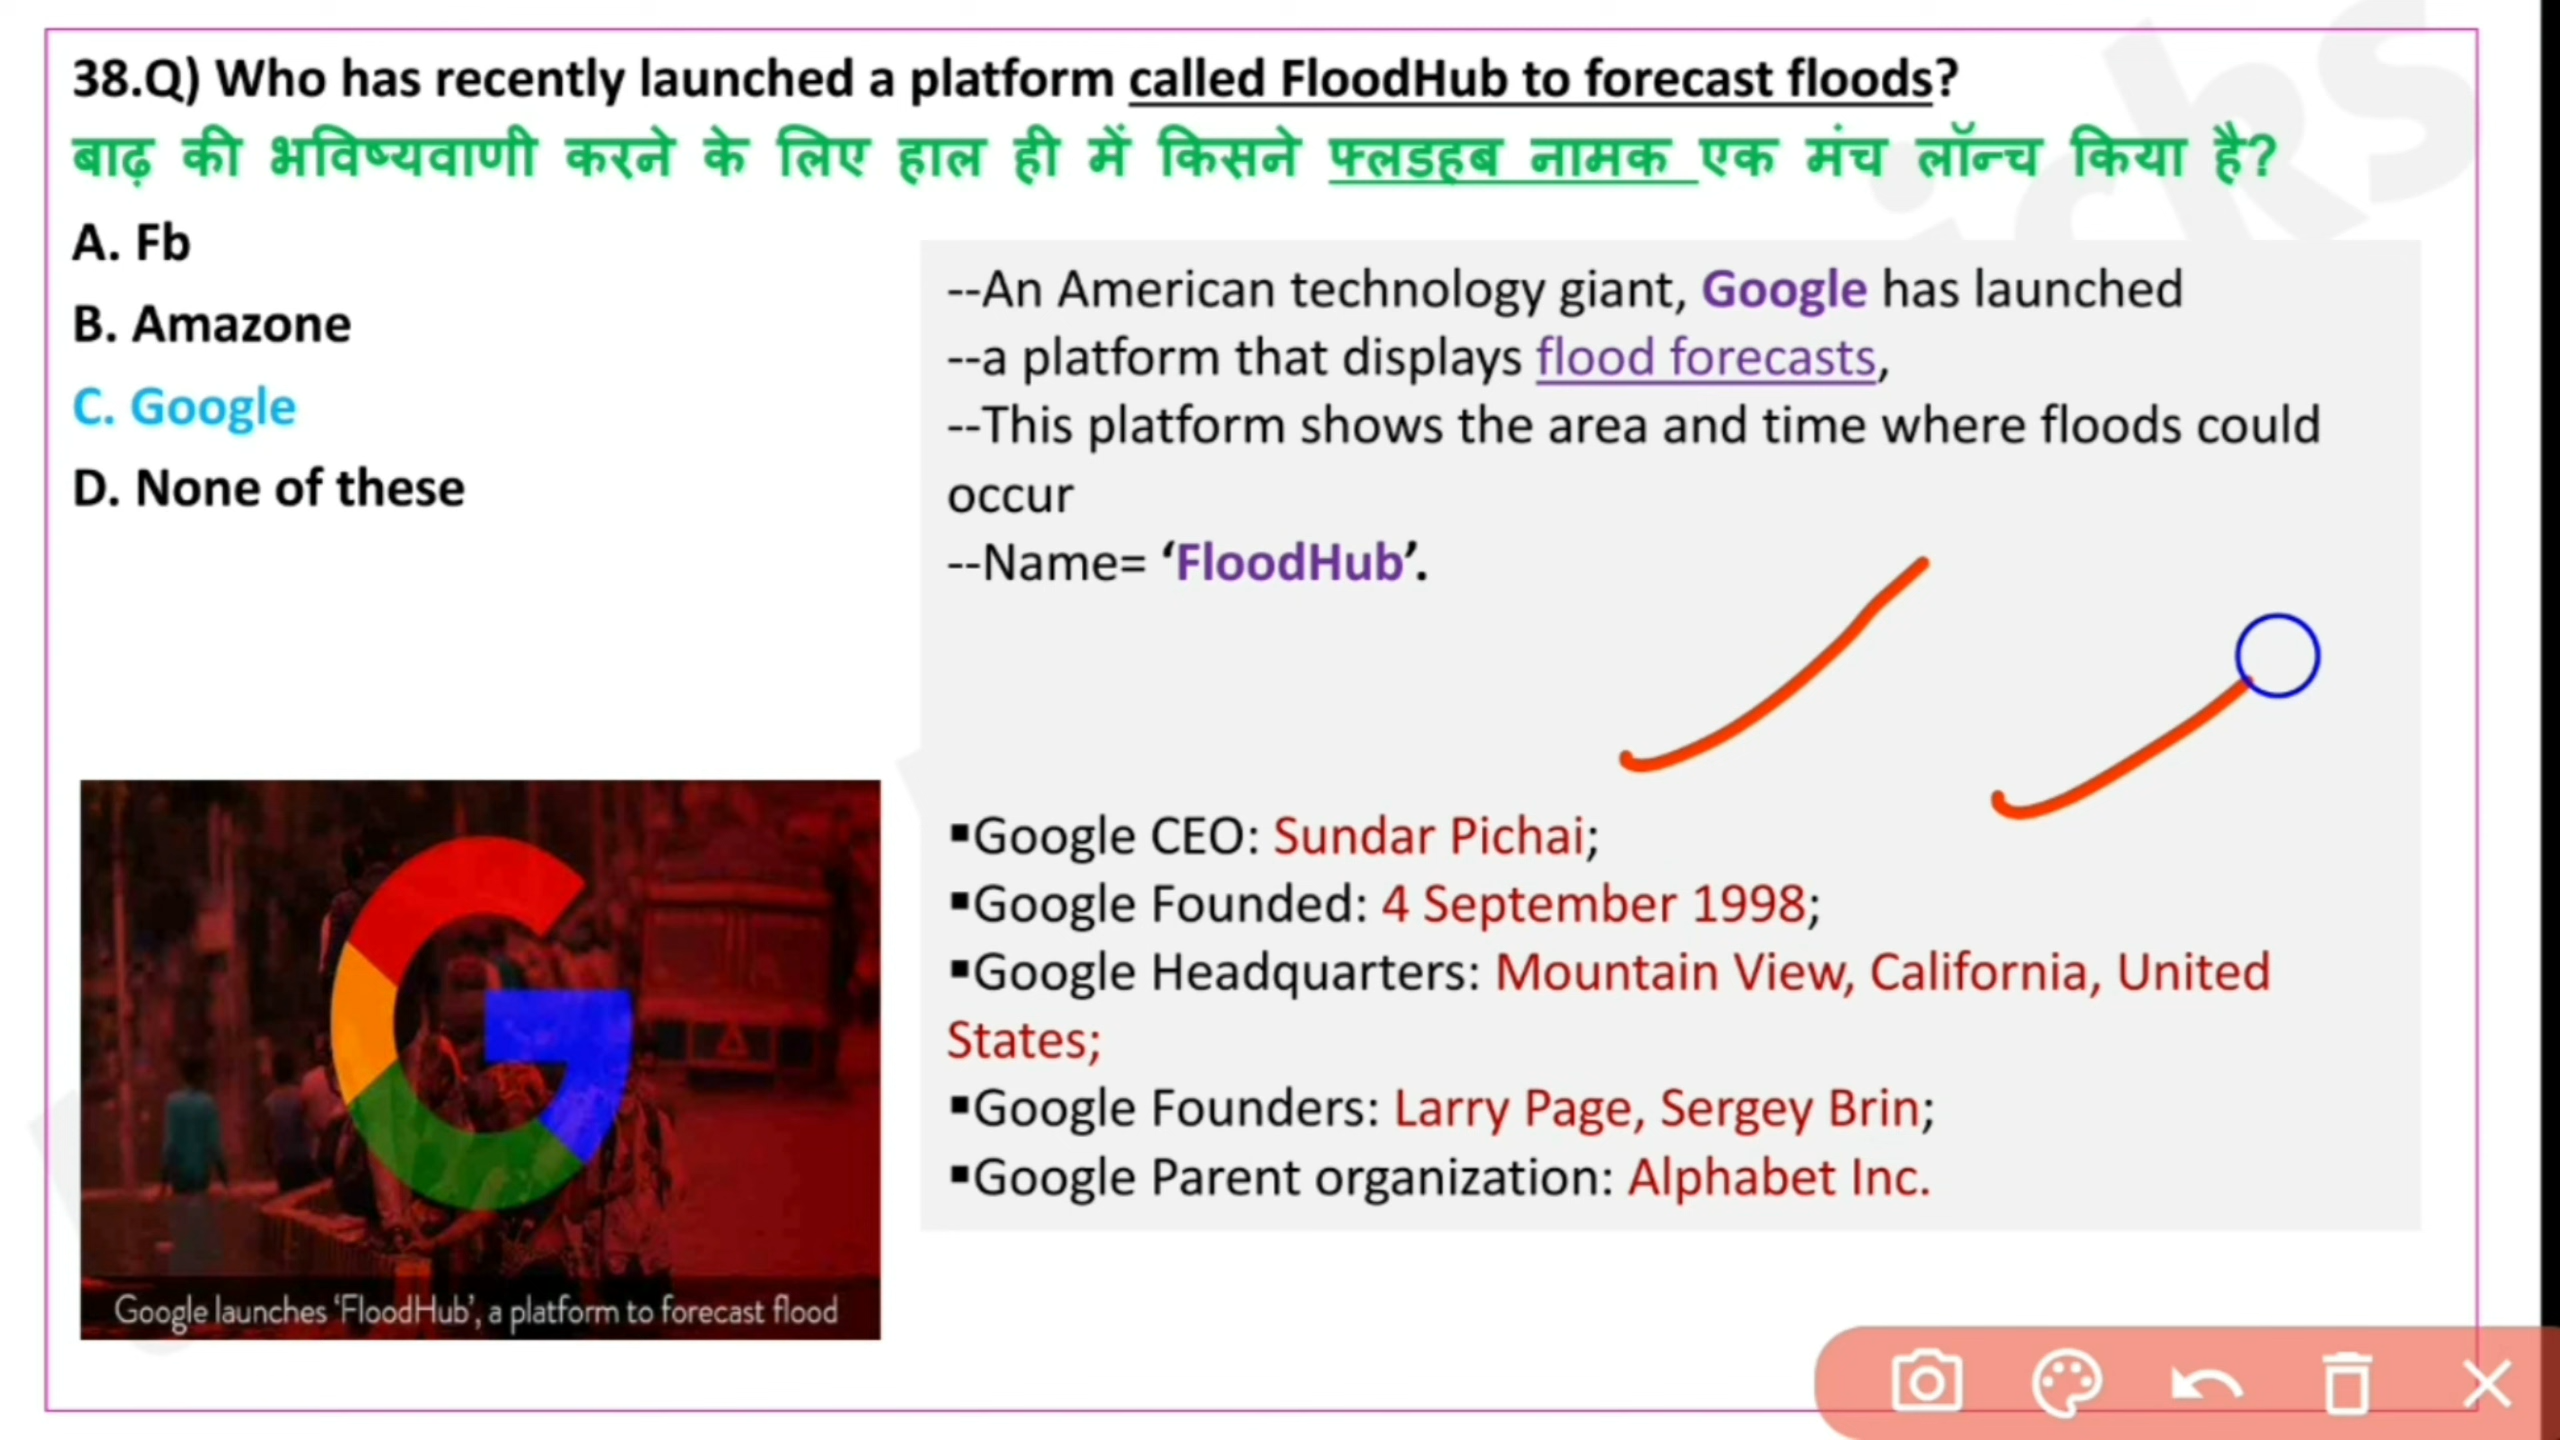 38.Q) Who has recently launched a platform called FloodHub to forecast floods?
बाढ़ की भविष्यवाणी करने के लिए हाल ही में किसने फ्लडहब नामक एक मंच लॉन्च किया है?
A. Fb
B. Amazone
C. Google
D. None of these
--An American technology giant, Google has launched
--a platform that displays flood forecasts,
--This platform shows the area and time where floods could
occur
--Name= ‘FloodHub’.
▪Google CEO: Sundar Pichai;
▪Google Founded: 4 September 1998;
▪Google Headquarters: Mountain View, California, United
States;
▪Google Founders: Larry Page, Sergey Brin;
▪Google Parent organization: Alphabet Inc.
Google launches ‘FloodHub’, a platform to forecast flood